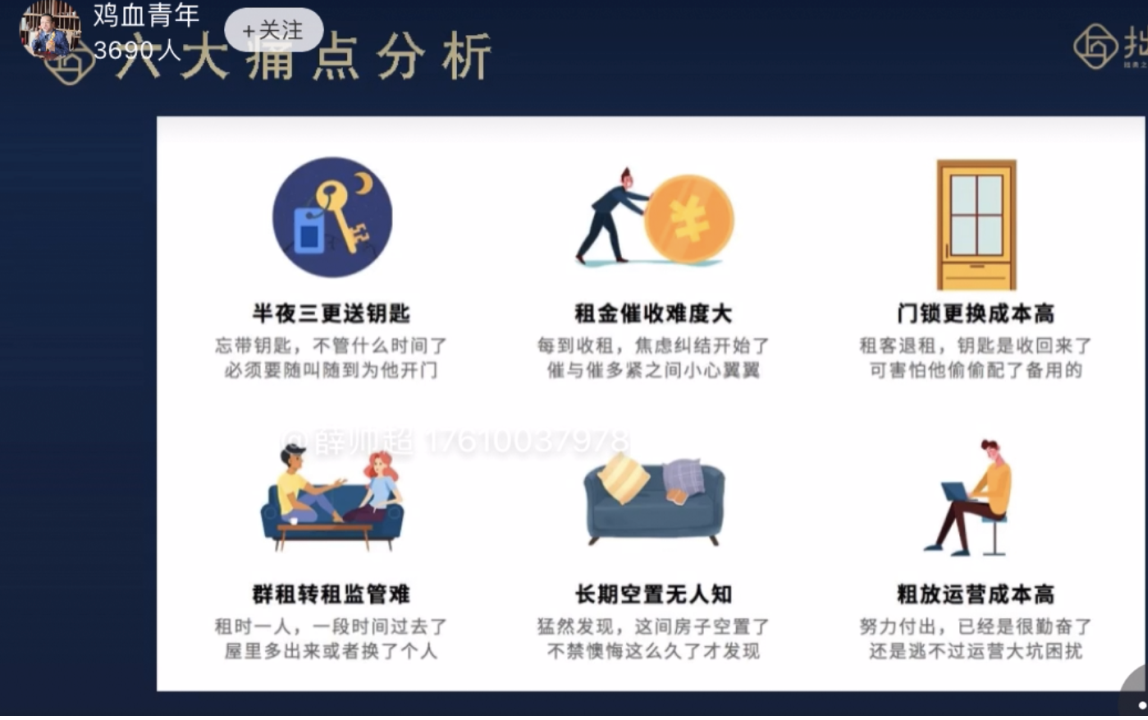 鸡血青年
+关注
3690人
六大痛点分析
半夜三更送钥匙
忘带钥匙，不管什么时间了
必须要随叫随到为他开门
租金催收难度大
每到收租，焦虑纠结开始了
催与催多紧之间小心翼翼
门锁更换成本高
租客退租，钥匙是收回来了
可害怕他偷偷配了备用的
薛帅超 17610037978
群租转租监管难
租时一人，一段时间过去了
屋里多出来或者换了个人
长期空置无人知
猛然发现，这间房子空置了
不禁懊悔这么久了才发现
粗放运营成本高
努力付出，已经是很勤奋了
还是逃不过运营大坑困扰